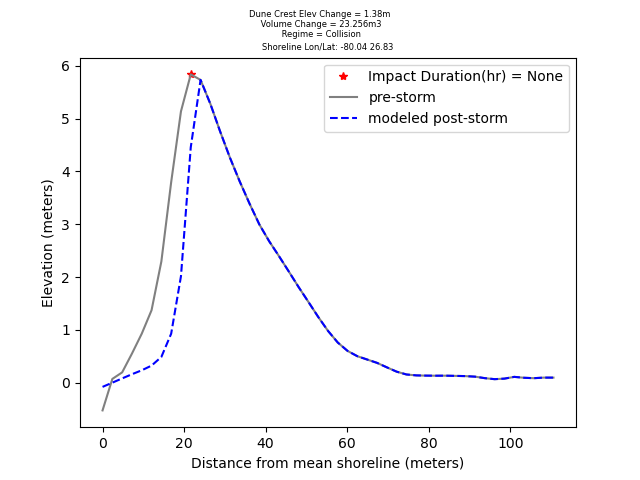 Dune Crest Elev Change = 1.38m
Volume Change = 23.256m3
Regime = Collision
Shoreline Lon/Lat: -80.04 26.83
Impact Duration(hr) = None
pre-storm
modeled post-storm
6
5
4
3
2
1
0
Elevation (meters)
0 20 40 60 80 100
Distance from mean shoreline (meters)